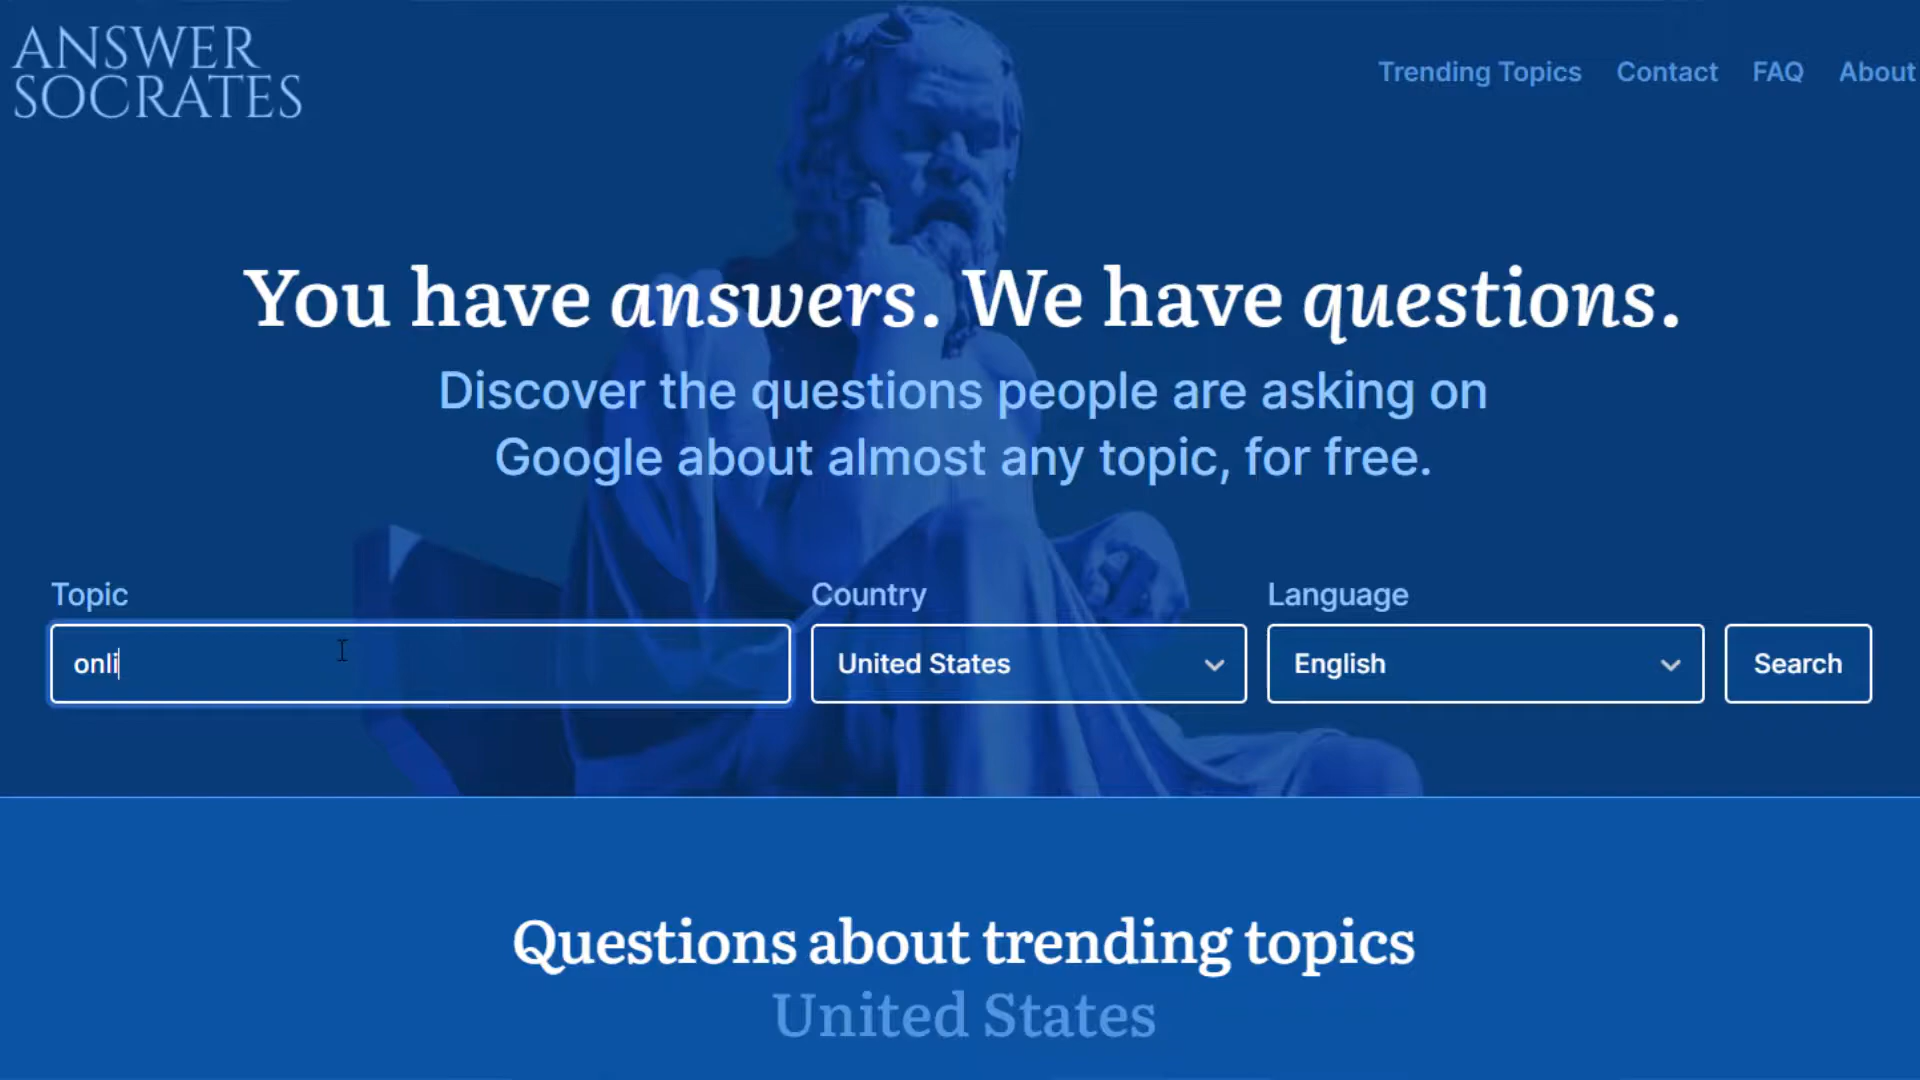 ANSWER
SOCRATES
Trending Topics Contact FAQ About
You have answers. We have questions.
Discover the questions people are asking on
Google about almost any topic, for free.
Topic Country Language
onli United States English Search
Questions about trending topics
United States